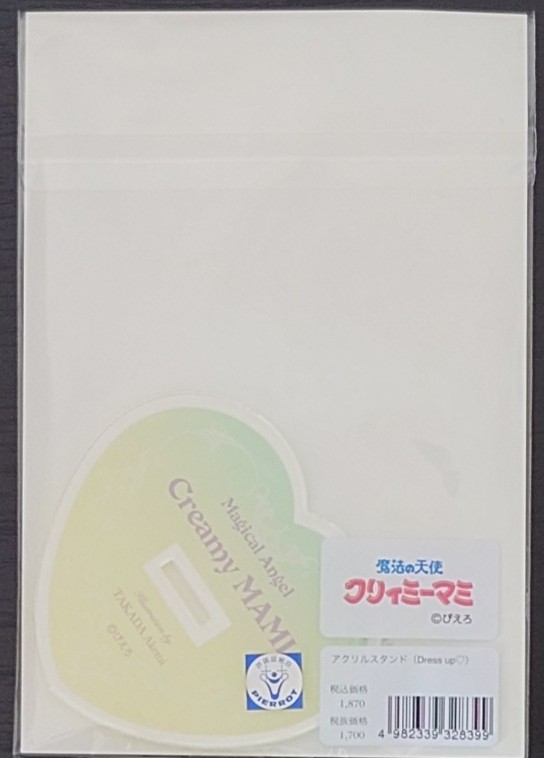 Magical Angel
Creamy MAMI
Illustration by
TAKADA Akemi
©ぴえろ
PIERROT
魔法の天使
クリィミーマミ
©ぴえろ
アクリルスタンド（Dress up♡）
税込価格
1,870
税抜価格
1,700
4 982339 328399